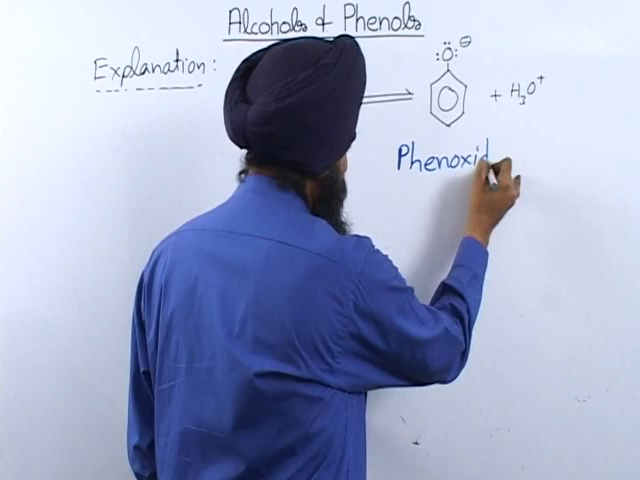 Alcohols & Phenols
Explanation:
:Ö: ⊖
+ H₃O⁺
Phenoxid